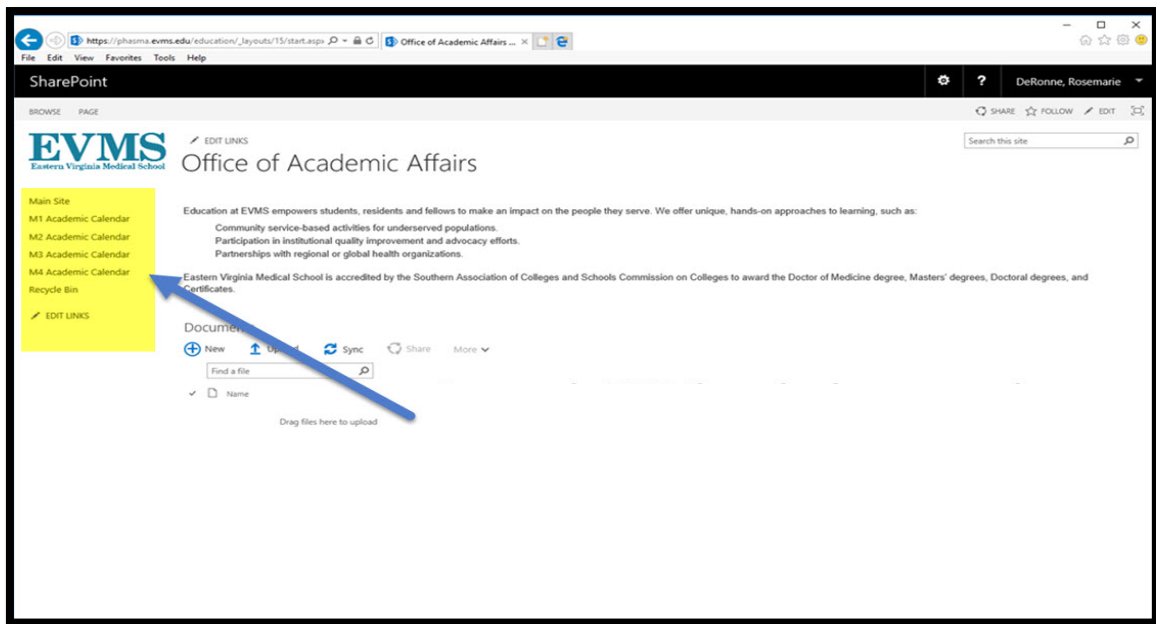 https://phasma.evms.edu/education/_layouts/15/start.aspx
Office of Academic Affairs ...
File Edit View Favorites Tools Help
SharePoint
? DeRonne, Rosemarie
BROWSE PAGE
SHARE FOLLOW EDIT
EVMS
Eastern Virginia Medical School
EDIT LINKS
Office of Academic Affairs
Search this site
Main Site
M1 Academic Calendar
M2 Academic Calendar
M3 Academic Calendar
M4 Academic Calendar
Recycle Bin
EDIT LINKS
Education at EVMS empowers students, residents and fellows to make an impact on the people they serve. We offer unique, hands-on approaches to learning, such as:
Community service-based activities for underserved populations.
Participation in institutional quality improvement and advocacy efforts.
Partnerships with regional or global health organizations.
Eastern Virginia Medical School is accredited by the Southern Association of Colleges and Schools Commission on Colleges to award the Doctor of Medicine degree, Masters' degrees, Doctoral degrees, and
Certificates.
Documents
New Upload Sync Share More
Find a file
Name
Drag files here to upload